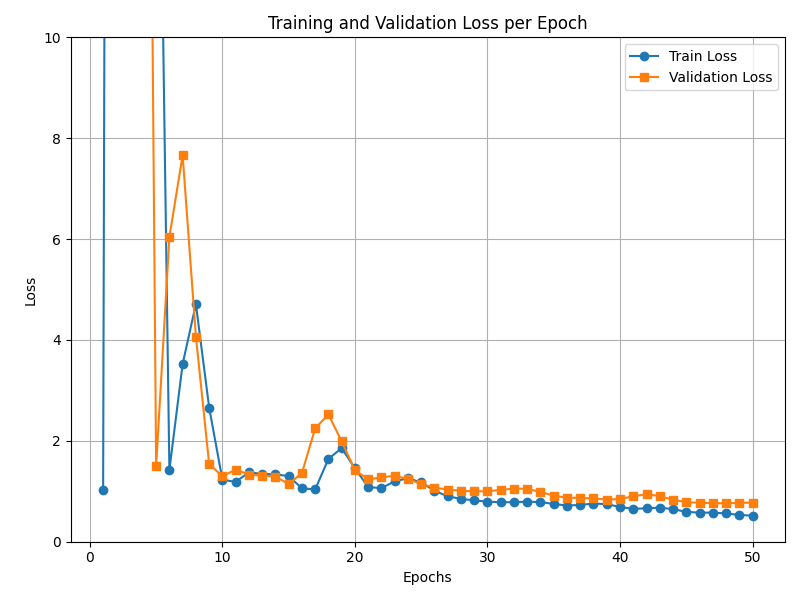 Training and Validation Loss per Epoch
Train Loss
Validation Loss
Loss
10
8
6
4
2
0
0 10 20 30 40 50
Epochs